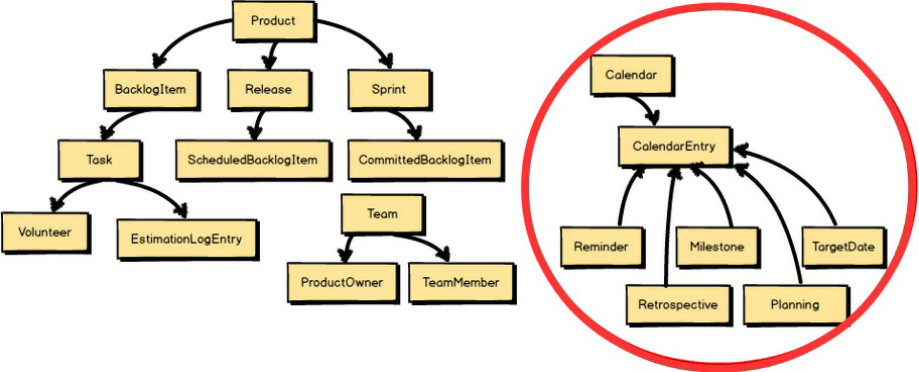 Product
BacklogItem
Release
Sprint
Task
ScheduledBacklogItem
CommittedBacklogItem
Volunteer
EstimationLogEntry
Team
ProductOwner
TeamMember
Calendar
CalendarEntry
Reminder
Milestone
TargetDate
Retrospective
Planning